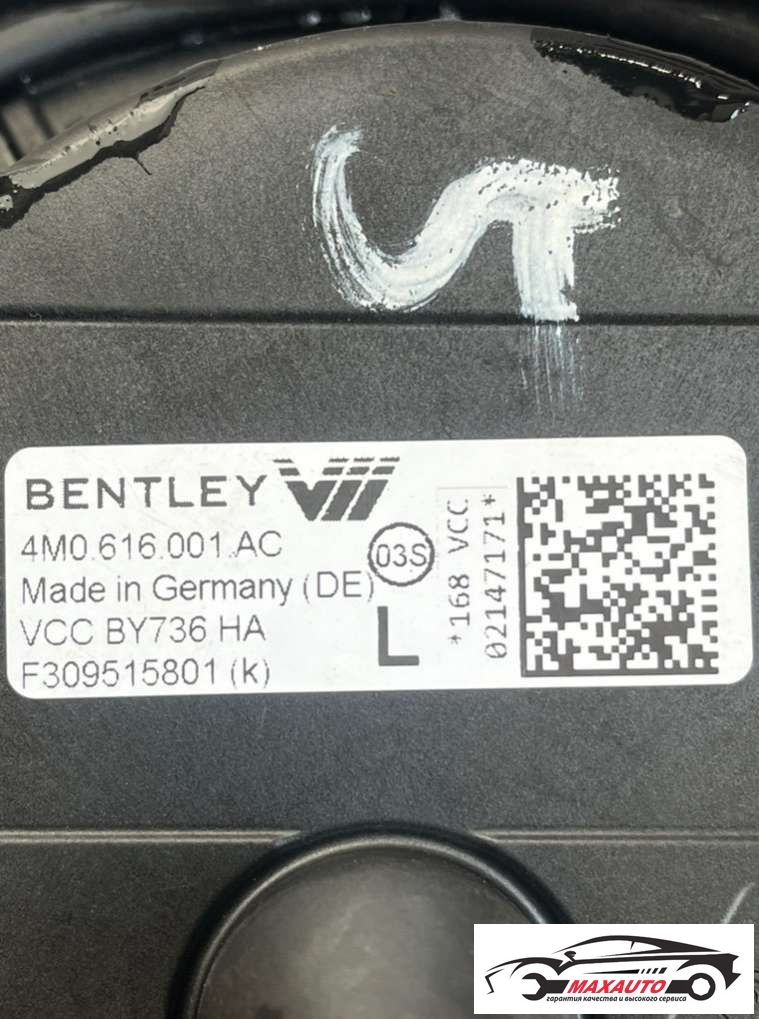 BENTLEY
4M0.616.001.AC
03S
Made in Germany (DE)
VCC BY736 HA
L
F309515801 (k)
*168 VCC
02147171*
MAXAUTO
гарантия качества и высокого сервиса